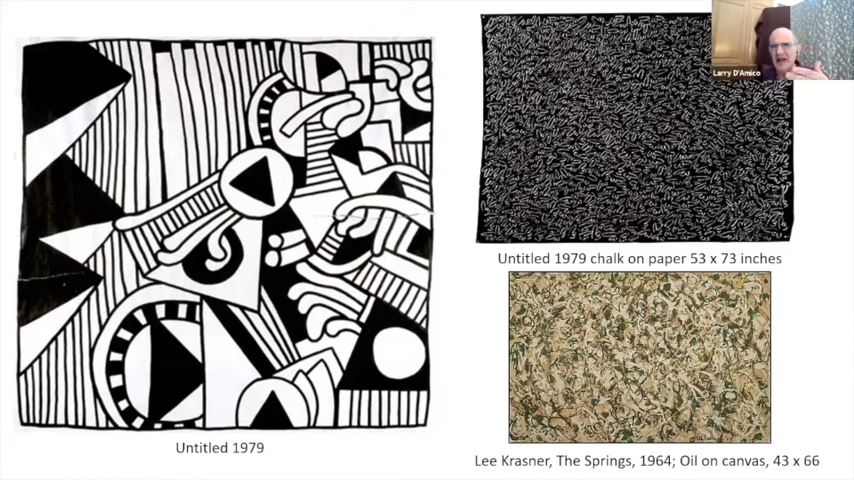 Larry D'Amico
Untitled 1979 chalk on paper 53 x 73 inches
Untitled 1979
Lee Krasner, The Springs, 1964; Oil on canvas, 43 x 66